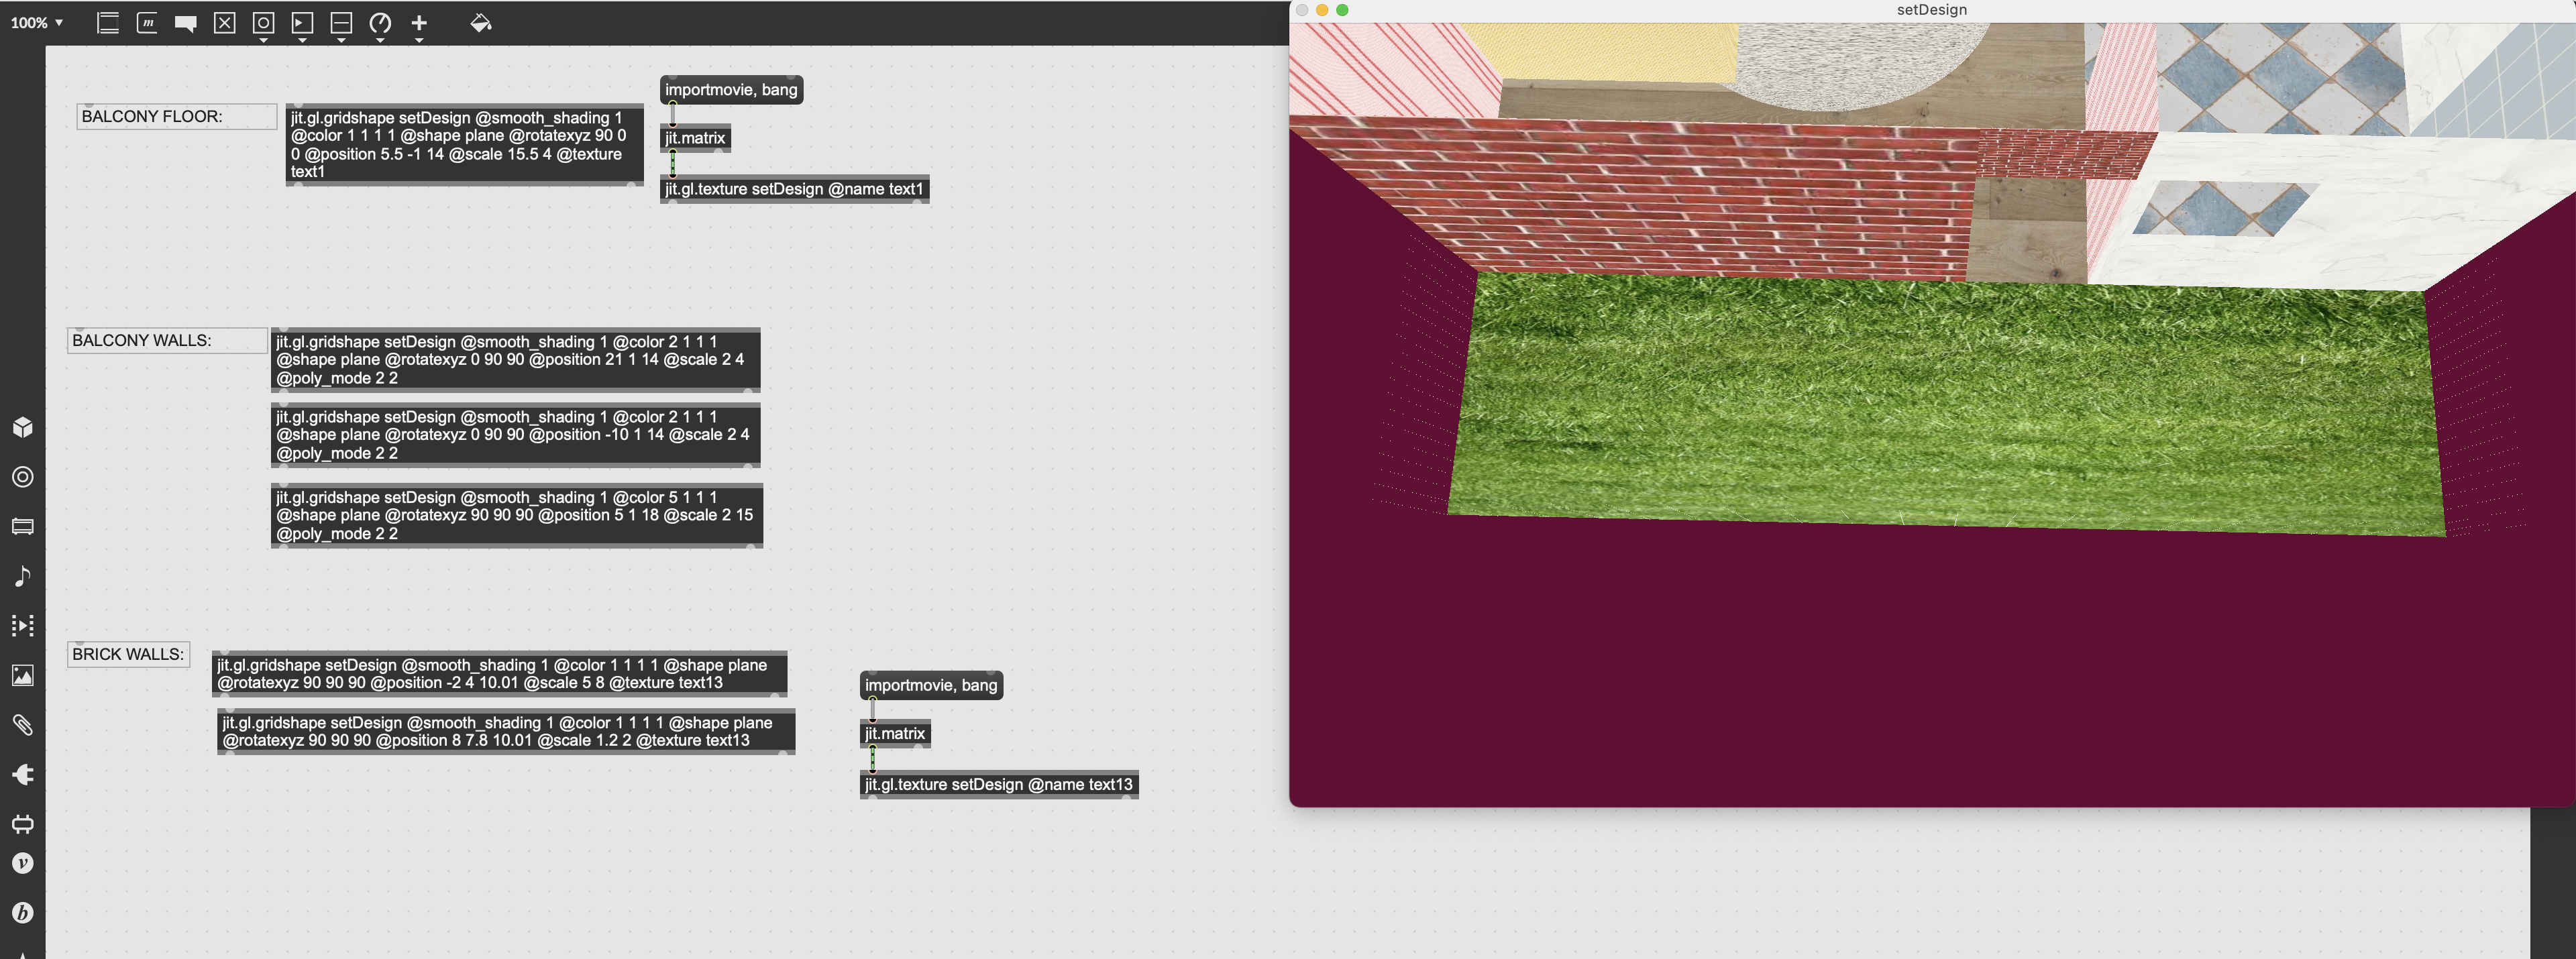 100%
setDesign
importmovie, bang
BALCONY FLOOR:
jit.gl.gridshape setDesign @smooth_shading 1
@color 1 1 1 1 @shape plane @rotatexyz 90 0
0 @position 5.5 -1 14 @scale 15.5 4 @texture
text1
jit.matrix
jit.gl.texture setDesign @name text1
BALCONY WALLS:
jit.gl.gridshape setDesign @smooth_shading 1 @color 2 1 1 1
@shape plane @rotatexyz 0 90 90 @position 21 1 14 @scale 2 4
@poly_mode 2 2
jit.gl.gridshape setDesign @smooth_shading 1 @color 2 1 1 1
@shape plane @rotatexyz 0 90 90 @position -10 1 14 @scale 2 4
@poly_mode 2 2
jit.gl.gridshape setDesign @smooth_shading 1 @color 5 1 1 1
@shape plane @rotatexyz 90 90 90 @position 5 1 18 @scale 2 15
@poly_mode 2 2
BRICK WALLS:
jit.gl.gridshape setDesign @smooth_shading 1 @color 1 1 1 1 @shape plane
@rotatexyz 90 90 90 @position -2 4 10.01 @scale 5 8 @texture text13
jit.gl.gridshape setDesign @smooth_shading 1 @color 1 1 1 1 @shape plane
@rotatexyz 90 90 90 @position 8 7.8 10.01 @scale 1.2 2 @texture text13
importmovie, bang
jit.matrix
jit.gl.texture setDesign @name text13